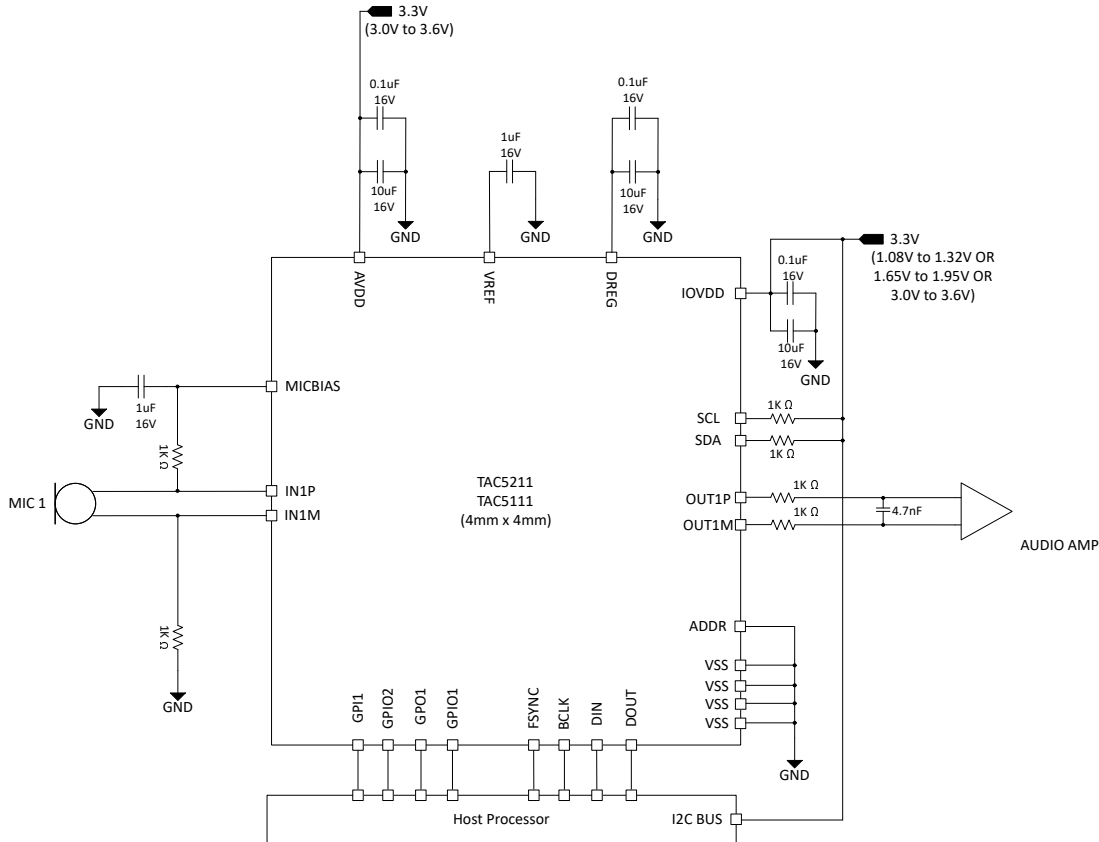 3.3V
(3.0V to 3.6V)
0.1uF
16V
10uF
16V
GND
1uF
16V
GND
0.1uF
16V
10uF
16V
GND
3.3V
(1.08V to 1.32V OR
1.65V to 1.95V OR
3.0V to 3.6V)
0.1uF
16V
10uF
16V
GND
AVDD
VREF
DREG
IOVDD
MICBIAS
1uF
16V
GND
1K Ω
MIC 1
IN1P
IN1M
1K Ω
GND
TAC5211
TAC5111
(4mm x 4mm)
SCL
1K Ω
SDA
1K Ω
OUT1P
1K Ω
OUT1M
1K Ω
4.7nF
AUDIO AMP
ADDR
VSS
VSS
VSS
VSS
GND
GPI1
GPIO2
GPO1
GPIO1
FSYNC
BCLK
DIN
DOUT
Host Processor
I2C BUS